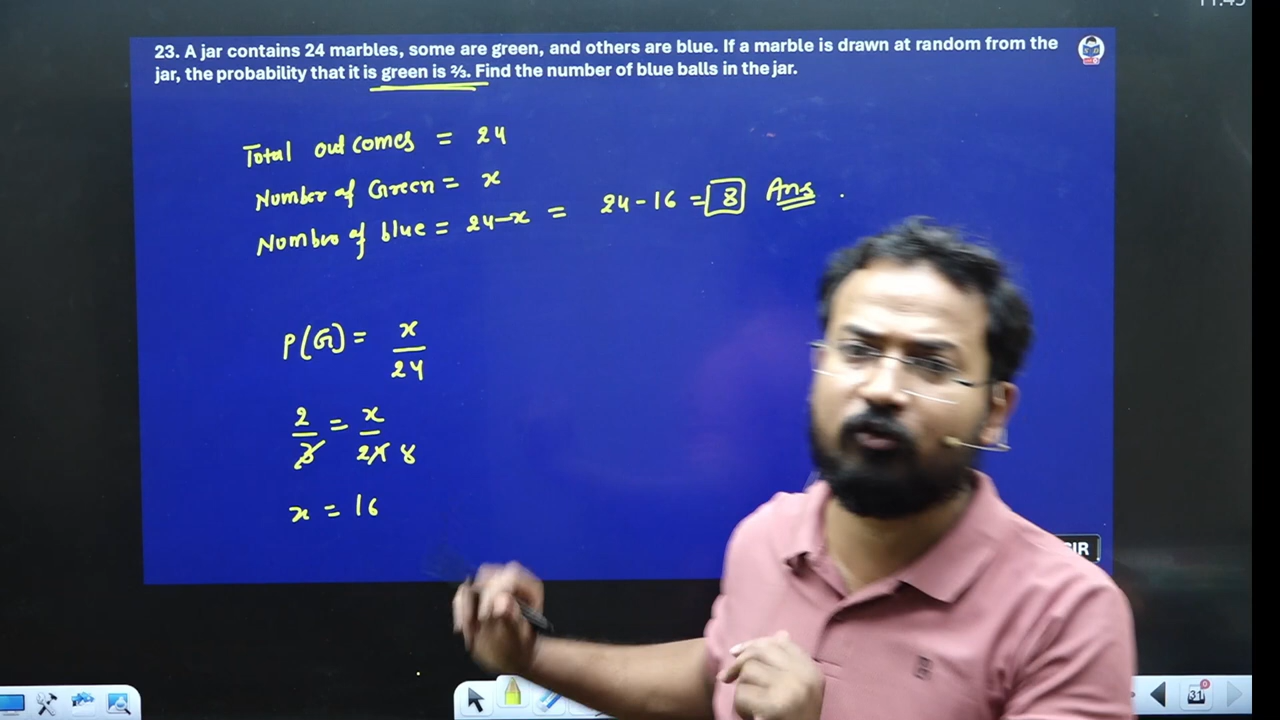 23. A jar contains 24 marbles, some are green, and others are blue. If a marble is drawn at random from the
jar, the probability that it is green is ⅔. Find the number of blue balls in the jar.
Total outcomes = 24
Number of Green = x
Number of blue = 24-x = 24-16 = 8 Ans.
P(G) = x/24
2/3 = x/24 8
x = 16
SIR
31